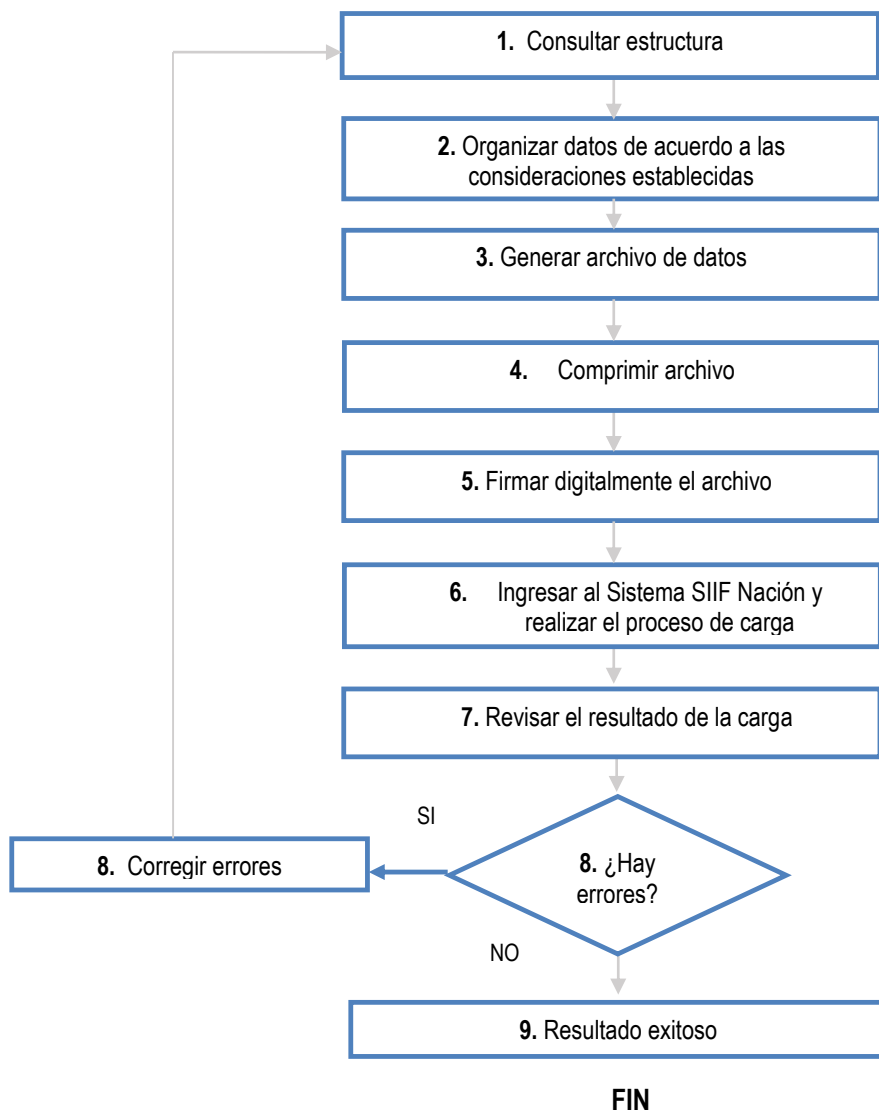 1. Consultar estructura
2. Organizar datos de acuerdo a las
consideraciones establecidas
3. Generar archivo de datos
4. Comprimir archivo
5. Firmar digitalmente el archivo
6. Ingresar al Sistema SIIF Nación y
realizar el proceso de carga
7. Revisar el resultado de la carga
SI
8. Corregir errores
8. ¿Hay
errores?
NO
9. Resultado exitoso
FIN